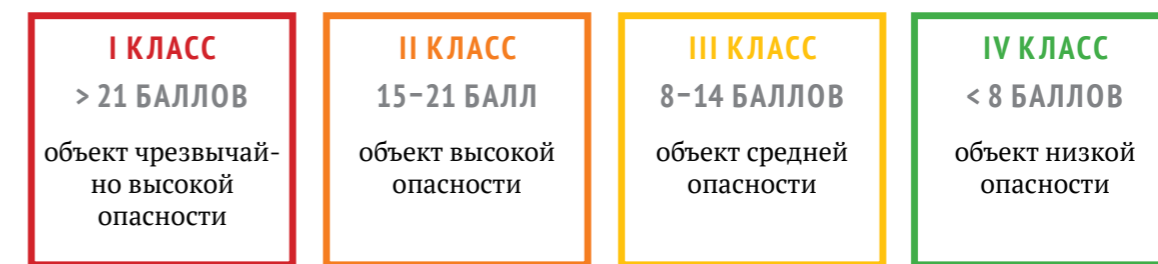 I КЛАСС
> 21 БАЛЛОВ
объект чрезвычай-
но высокой
опасности
II КЛАСС
15–21 БАЛЛ
объект высокой
опасности
III КЛАСС
8–14 БАЛЛОВ
объект средней
опасности
IV КЛАСС
< 8 БАЛЛОВ
объект низкой
опасности